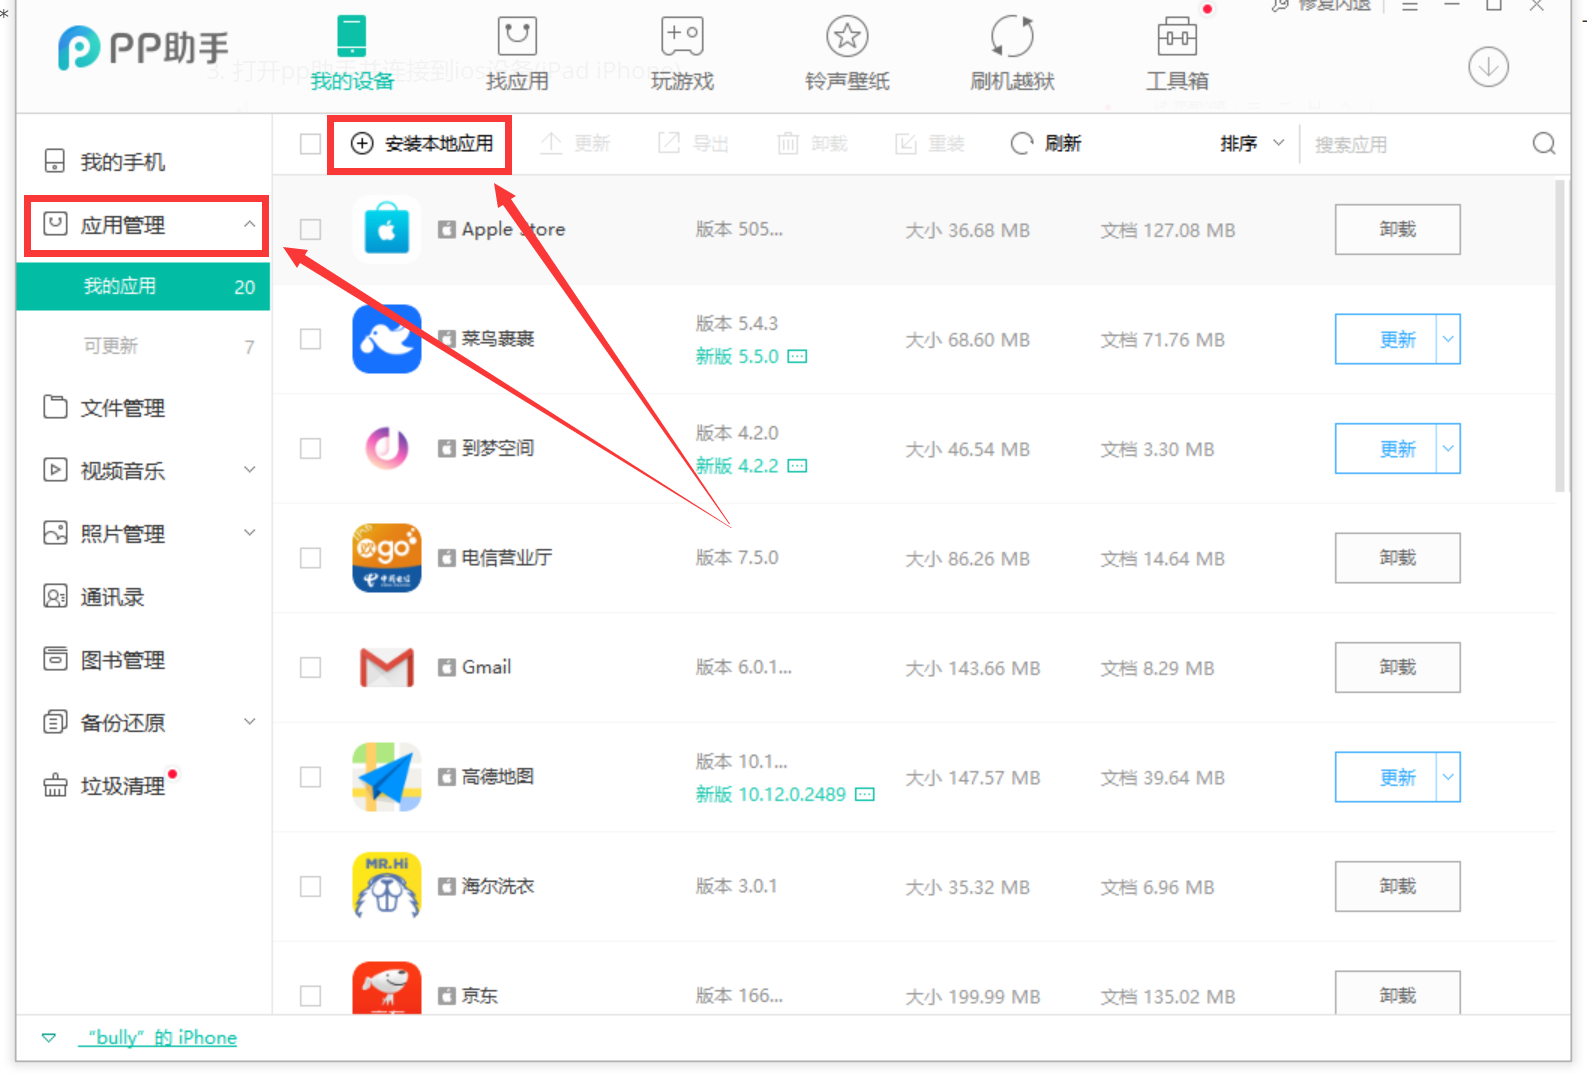 修复闪退
PP助手
3. 打开pp助手并连接到ios设备(iPad iPhone)
我的设备
找应用
玩游戏
铃声壁纸
刷机越狱
工具箱
我的手机
应用管理
我的应用 20
可更新 7
文件管理
视频音乐
照片管理
通讯录
图书管理
备份还原
垃圾清理
安装本地应用 更新 导出 卸载 重装 刷新 排序 搜索应用
Apple Store 版本 505... 大小 36.68 MB 文档 127.08 MB 卸载
菜鸟裹裹 版本 5.4.3 大小 68.60 MB 文档 71.76 MB 更新
新版 5.5.0
到梦空间 版本 4.2.0 大小 46.54 MB 文档 3.30 MB 更新
新版 4.2.2
go
中国电信
电信营业厅 版本 7.5.0 大小 86.26 MB 文档 14.64 MB 卸载
Gmail 版本 6.0.1... 大小 143.66 MB 文档 8.29 MB 卸载
高德地图 版本 10.1... 大小 147.57 MB 文档 39.64 MB 更新
新版 10.12.0.2489
MR.Hi
海尔洗衣 版本 3.0.1 大小 35.32 MB 文档 6.96 MB 卸载
京东 版本 166... 大小 199.99 MB 文档 135.02 MB 卸载
“bully” 的 iPhone